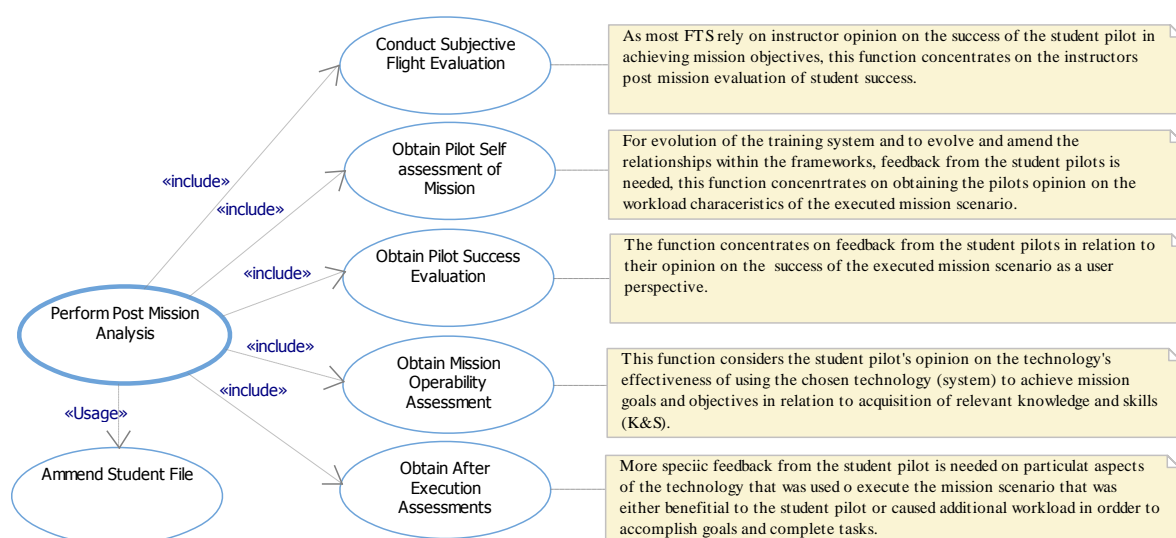 Conduct Subjective
Flight Evaluation
As most FTS rely on instructor opinion on the success of the student pilot in
achieving mission objectives, this function concentrates on the instructors
post mission evaluation of student success.
Obtain Pilot Self
assessment of
Mission
For evolution of the training system and to evolve and amend the
relationships within the frameworks, feedback from the student pilots is
needed, this function concenrtrates on obtaining the pilots opinion on the
workload characeristics of the executed mission scenario.
«include»
«include»
Obtain Pilot Success
Evaluation
The function concentrates on feedback from the student pilots in relation to
their opinion on the  success of the executed mission scenario as a user
perspective.
«include»
Perform Post Mission
Analysis
«include»
Obtain Mission
Operability
Assessment
This function considers the student pilot's opinion on the technology's
effectiveness of using the chosen technology (system) to achieve mission
goals and objectives in relation to acquisition of relevant knowledge and skills
(K&S).
«include»
«Usage»
Ammend Student File
Obtain After
Execution
Assessments
More speciic feedback from the student pilot is needed on particulat aspects
of the technology that was used o execute the mission scenario that was
either benefitial to the student pilot or caused additional workload in ordder to
accomplish goals and complete tasks.